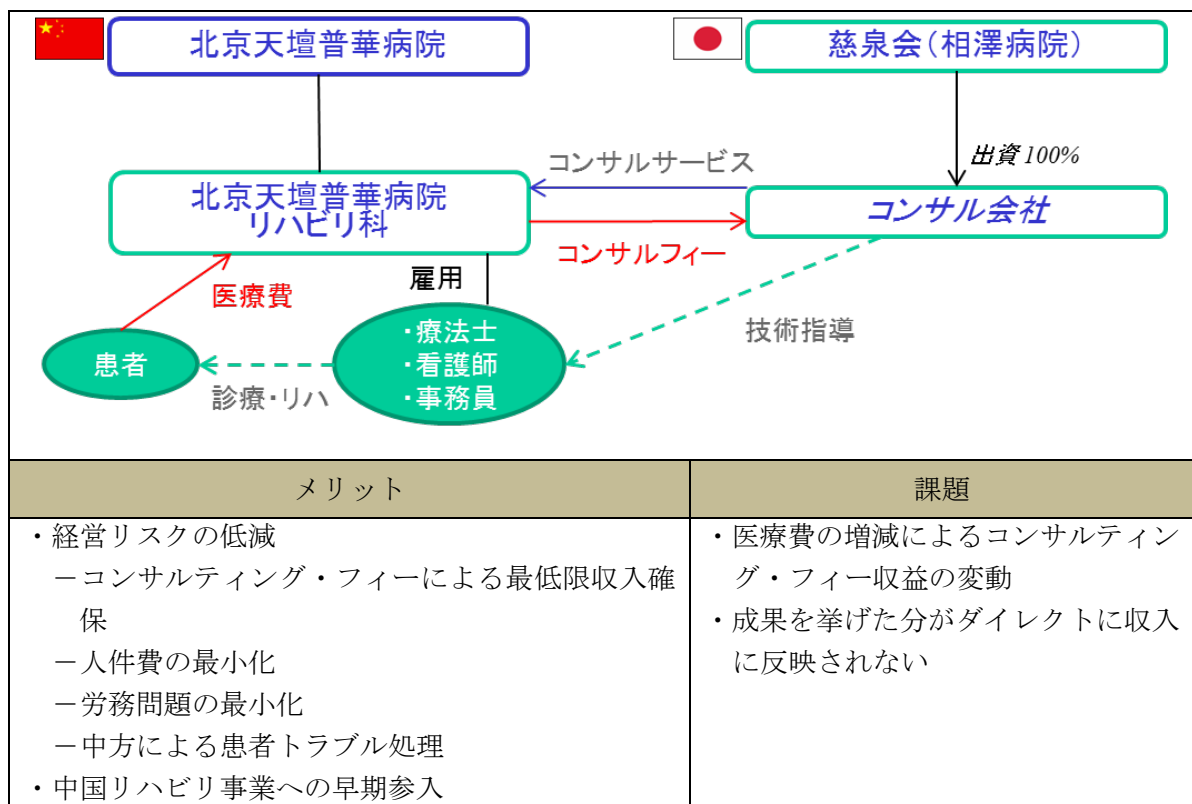 北京天壇普華病院
慈泉会(相澤病院)
出資100%
コンサルサービス
北京天壇普華病院
リハビリ科
コンサル会社
コンサルフィー
雇用
医療費
技術指導
患者
・療法士
・看護師
・事務員
診療・リハ
メリット
課題
・経営リスクの低減
－コンサルティング・フィーによる最低限収入確
保
－人件費の最小化
－労務問題の最小化
－中方による患者トラブル処理
・中国リハビリ事業への早期参入
・医療費の増減によるコンサルティン
グ・フィー収益の変動
・成果を挙げた分がダイレクトに収入
に反映されない